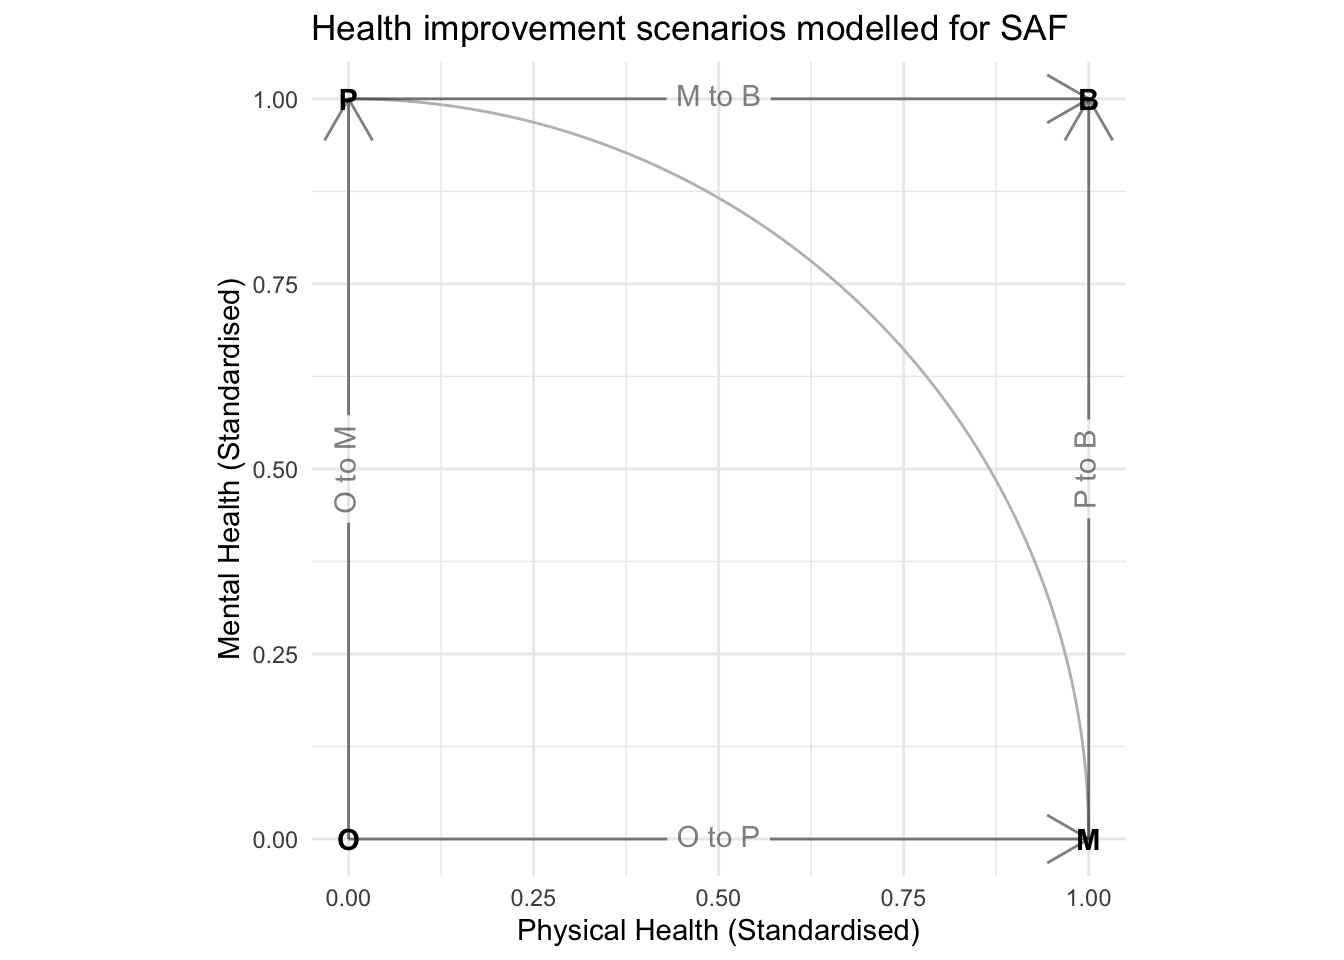 Health improvement scenarios modelled for SAF
P
M to B
B
1.00
0.75
Mental Health (Standardised)
O to M
P to B
0.50
0.25
0.00
O
O to P
M
0.00
0.25
0.50
0.75
1.00
Physical Health (Standardised)